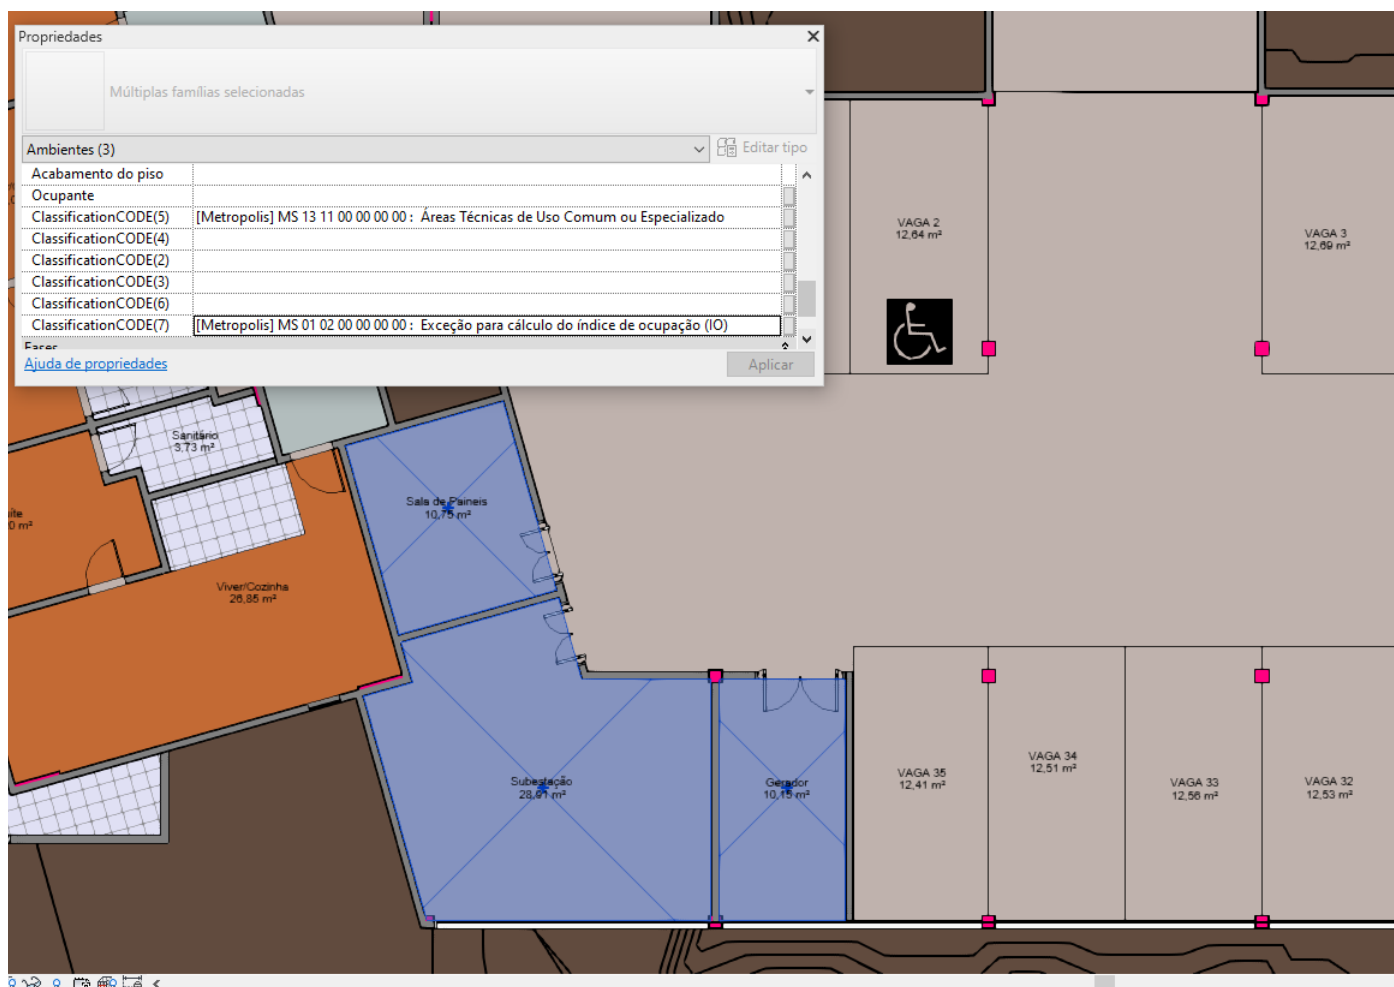 Propriedades
Múltiplas famílias selecionadas
Ambientes (3)
Editar tipo
Acabamento do piso
Ocupante
ClassificationCODE(5) [Metropolis] MS 13 11 00 00 00 00 : Áreas Técnicas de Uso Comum ou Especializado
ClassificationCODE(4)
ClassificationCODE(2)
ClassificationCODE(3)
ClassificationCODE(6)
ClassificationCODE(7) [Metropolis] MS 01 02 00 00 00 00 : Exceção para cálculo do índice de ocupação (IO)
Fases
Ajuda de propriedades
Aplicar
VAGA 2
12,64 m²
VAGA 3
12,69 m²
Sanitário
3,73 m²
Sala de Paineis
10,75 m²
Viver/Cozinha
26,85 m²
Subestação
Gerador
10,15 m²
VAGA 35
12,41 m²
VAGA 34
12,51 m²
VAGA 33
12,56 m²
VAGA 32
12,53 m²